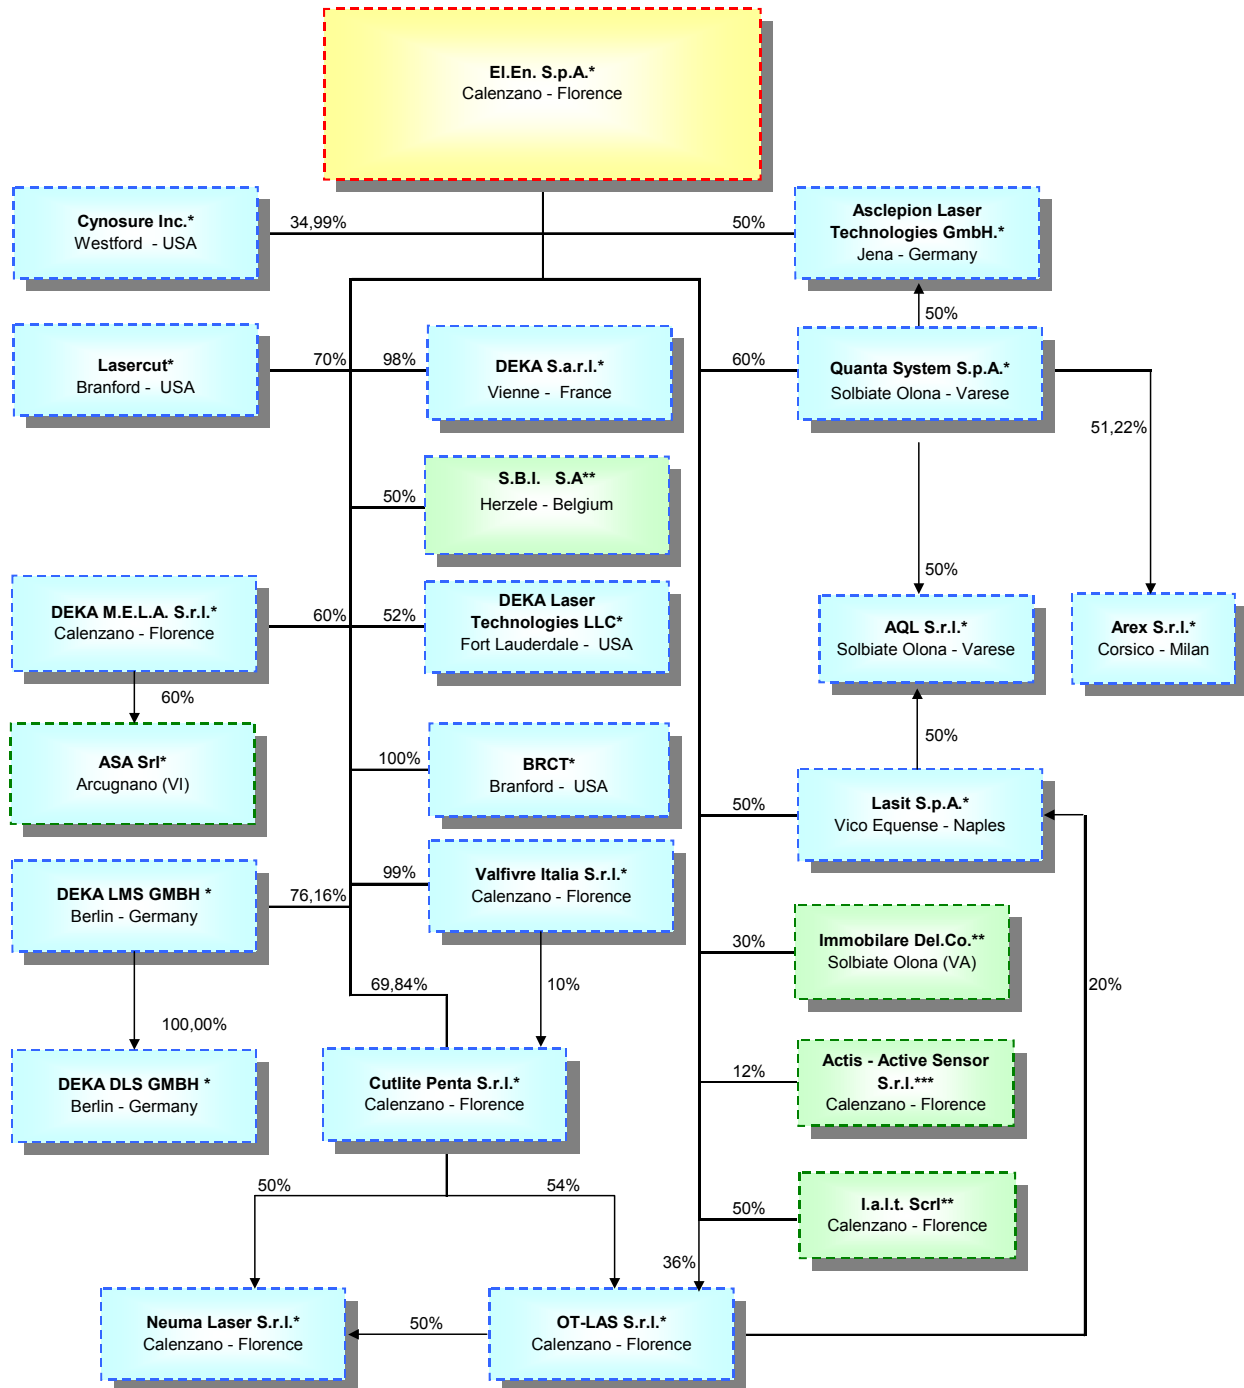 El.En. S.p.A.*
Calenzano - Florence
Cynosure Inc.*
Westford - USA
34,99%
50%
Asclepion Laser
Technologies GmbH.*
Jena - Germany
50%
Lasercut*
Branford - USA
70%
98%
DEKA S.a.r.l.*
Vienne - France
60%
Quanta System S.p.A.*
Solbiate Olona - Varese
51,22%
S.B.I. S.A**
Herzele - Belgium
50%
50%
DEKA M.E.L.A. S.r.l.*
Calenzano - Florence
60%
52%
DEKA Laser
Technologies LLC*
Fort Lauderdale - USA
AQL S.r.l.*
Solbiate Olona - Varese
Arex S.r.l.*
Corsico - Milan
60%
ASA Srl*
Arcugnano (VI)
100%
BRCT*
Branford - USA
50%
50%
Lasit S.p.A.*
Vico Equense - Naples
DEKA LMS GMBH *
Berlin - Germany
76,16%
99%
Valfivre Italia S.r.l.*
Calenzano - Florence
30%
Immobilare Del.Co.**
Solbiate Olona (VA)
69,84%
10%
20%
100,00%
DEKA DLS GMBH *
Berlin - Germany
Cutlite Penta S.r.l.*
Calenzano - Florence
12%
Actis - Active Sensor
S.r.l.***
Calenzano - Florence
50%
54%
50%
I.a.l.t. Scrl**
Calenzano - Florence
36%
Neuma Laser S.r.l.*
Calenzano - Florence
50%
OT-LAS S.r.l.*
Calenzano - Florence